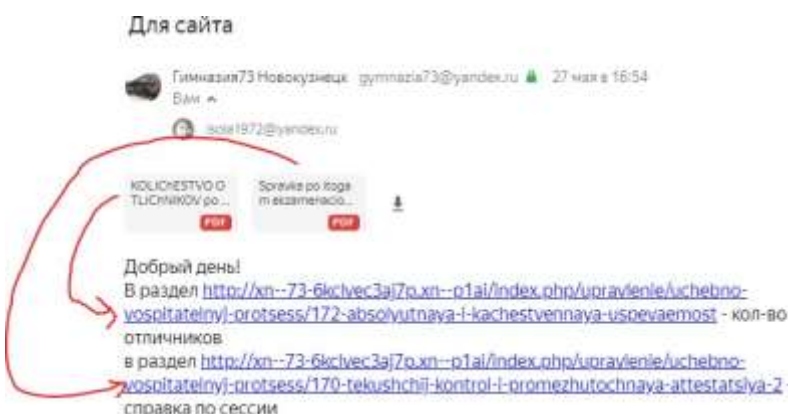 Для сайта
Гимназия73 Новокузнецк gymnazia73@yandex.ru 27 мая в 16:54
Вам
isola1972@yandex.ru
KOLICHESTVO O
TLICHNIKOV po ...
PDF
Spravka po itoga
m ekzamenacio...
PDF
Добрый день!
В раздел http://xn--73-6kclvec3aj7p.xn--p1ai/index.php/upravlenie/uchebno-
vospitatelnyj-protsess/172-absolyutnaya-i-kachestvennaya-uspevaemost - кол-во
отличников
в раздел http://xn--73-6kclvec3aj7p.xn--p1ai/index.php/upravlenie/uchebno-
vospitatelnyj-protsess/170-tekushchij-kontrol-i-promezhutochnaya-attestatsiya-2 -
справка по сессии